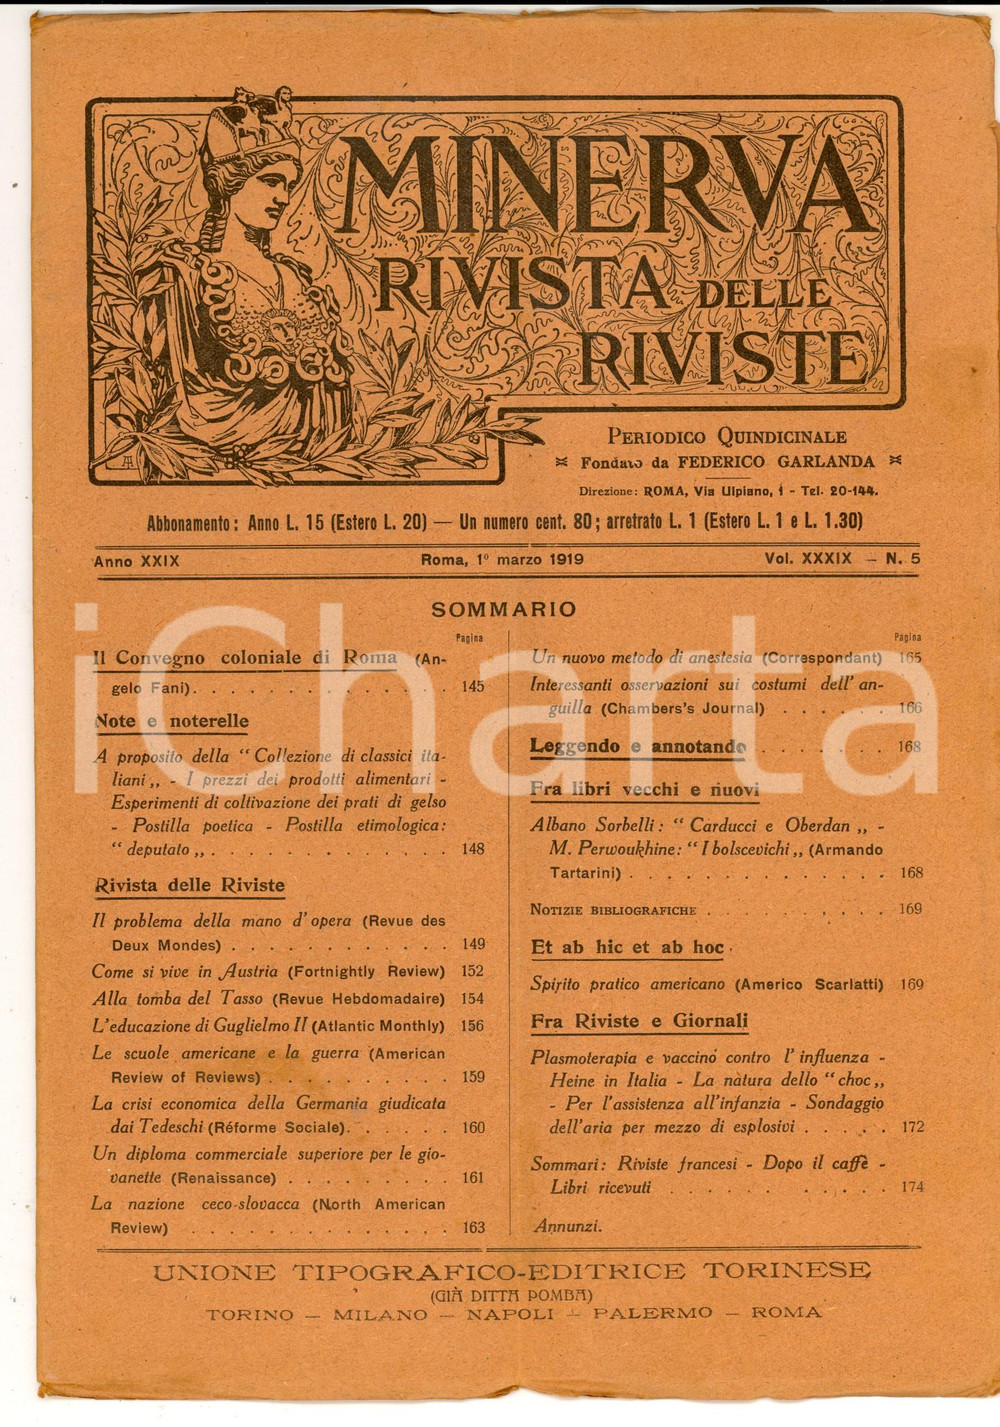 MINERVA
RIVISTA DELLE
RIVISTE
PERIODICO QUINDICINALE
Fondato da FEDERICO GARLANDA
Direzione: ROMA, Via Ulpiano, 1 - Tel. 20-144.
Abbonamento: Anno L. 15 (Estero L. 20) — Un numero cent. 80; arretrato L. 1 (Estero L. 1 e L. 1.30)
Anno XXIX Roma, 1º marzo 1919 Vol. XXXIX — N. 5
SOMMARIO
Pagina
Il Convegno coloniale di Roma (An-
gelo Fani). . . . . . . . . . . . . . . 145
Note e noterelle
A proposito della “ Collezione di classici ita-
liani „ - I prezzi dei prodotti alimentari -
Esperimenti di coltivazione dei prati di gelso
- Postilla poetica - Postilla etimologica:
“ deputato „ . . . . . . . . . . . . . 148
Rivista delle Riviste
Il problema della mano d' opera (Revue des
Deux Mondes) . . . . . . . . . . . . 149
Come si vive in Austria (Fortnightly Review) 152
Alla tomba del Tasso (Revue Hebdomadaire) 154
L'educazione di Guglielmo II (Atlantic Monthly) 156
Le scuole americane e la guerra (American
Review of Reviews) . . . . . . . . . . 159
La crisi economica della Germania giudicata
dai Tedeschi (Réforme Sociale). . . . . . 160
Un diploma commerciale superiore per le gio-
vanette (Renaissance) . . . . . . . . . 161
La nazione ceco-slovacca (North American
Review) . . . . . . . . . . . . . . 163
Pagina
Un nuovo metodo di anestesia (Correspondant) 165
Interessanti osservazioni sui costumi dell' an-
guilla (Chambers's Journal) . . . . . . 166
Leggendo e annotando . . . . . . . 168
Fra libri vecchi e nuovi
Albano Sorbelli : “ Carducci e Oberdan „ -
M. Perwoukhine: “ I bolscevichi „ (Armando
Tartarini) . . . . . . . . . . . . . . 168
NOTIZIE BIBLIOGRAFICHE . . . . . . . . . . 169
Et ab hic et ab hoc
Spirito pratico americano (Americo Scarlatti) 169
Fra Riviste e Giornali
Plasmoterapia e vaccino contro l' influenza -
Heine in Italia - La natura dello “ choc „
- Per l'assistenza all'infanzia - Sondaggio
dell'aria per mezzo di esplosivi . . . . . 172
Sommari: Riviste francesi - Dopo il caffè -
Libri ricevuti . . . . . . . . . . . 174
Annunzi.
UNIONE TIPOGRAFICO-EDITRICE TORINESE
(GIÀ DITTA POMBA)
TORINO — MILANO — NAPOLI — PALERMO — ROMA
iCharta